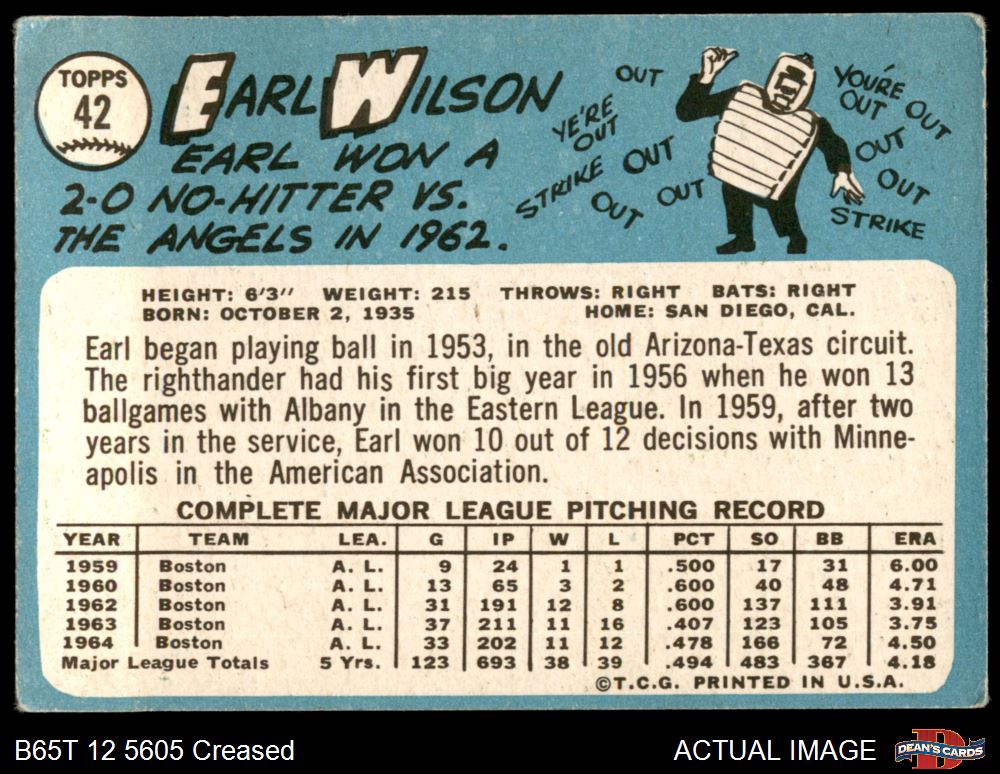 TOPPS
42
EARL WILSON
EARL WON A
2-0 NO-HITTER VS.
THE ANGELS IN 1962.
OUT
YE'RE
OUT
STRIKE
OUT
OUT
OUT
YOU'RE
OUT
OUT
OUT
OUT
STRIKE
HEIGHT: 6'3" WEIGHT: 215 THROWS: RIGHT BATS: RIGHT
BORN: OCTOBER 2, 1935 HOME: SAN DIEGO, CAL.
Earl began playing ball in 1953, in the old Arizona-Texas circuit.
The righthander had his first big year in 1956 when he won 13
ballgames with Albany in the Eastern League. In 1959, after two
years in the service, Earl won 10 out of 12 decisions with Minne-
apolis in the American Association.
COMPLETE MAJOR LEAGUE PITCHING RECORD
YEAR TEAM LEA. G IP W L PCT SO BB ERA
1959 Boston A. L. 9 24 1 1 .500 17 31 6.00
1960 Boston A. L. 13 65 3 2 .600 40 48 4.71
1962 Boston A. L. 31 191 12 8 .600 137 111 3.91
1963 Boston A. L. 37 211 11 16 .407 123 105 3.75
1964 Boston A. L. 33 202 11 12 .478 166 72 4.50
Major League Totals 5 Yrs. 123 693 38 39 .494 483 367 4.18
©T.C.G. PRINTED IN U.S.A.
B65T 12 5605 Creased
ACTUAL IMAGE
D
DEAN'S CARDS